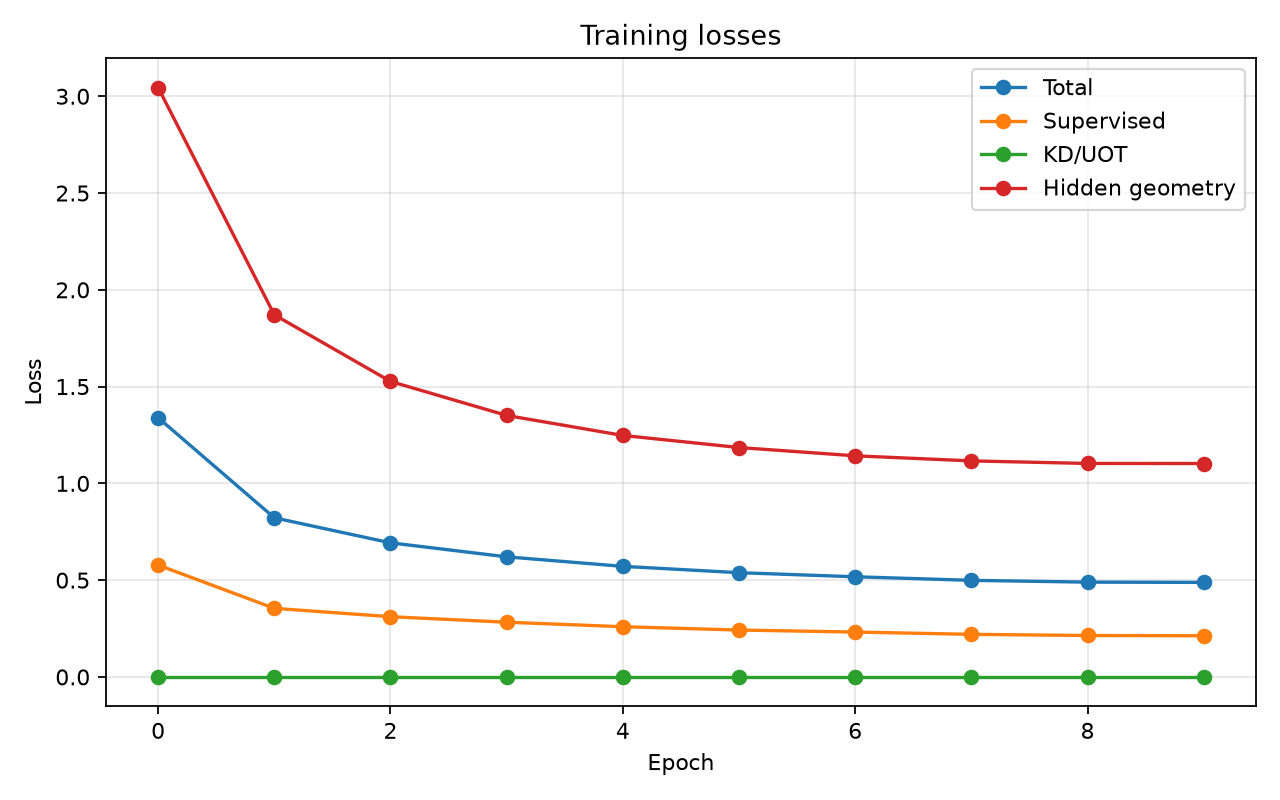 Training losses
Total
Supervised
KD/UOT
Hidden geometry
3.0
2.5
2.0
1.5
1.0
0.5
0.0
Loss
0 2 4 6 8
Epoch